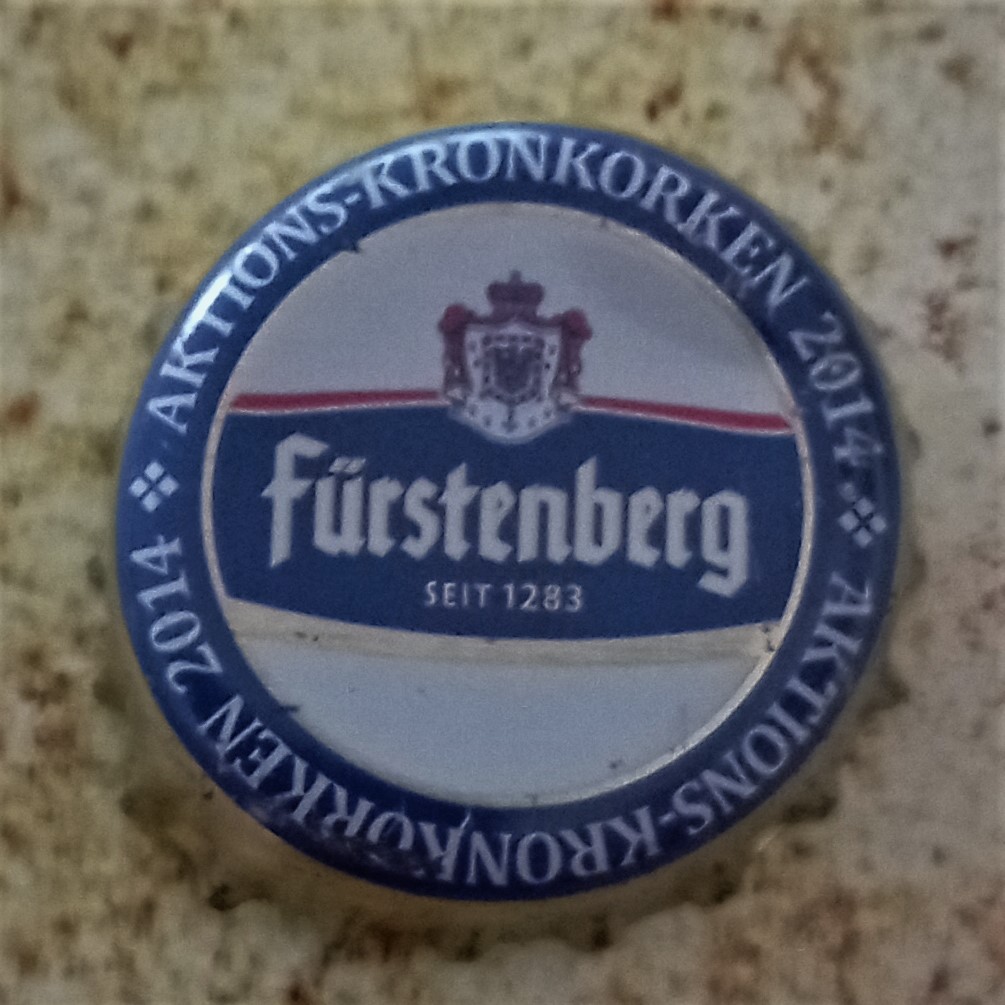 AKTIONS-KRONKORKEN 2014
Fürstenberg
SEIT 1283
AKTIONS-KRONKORKEN 2014